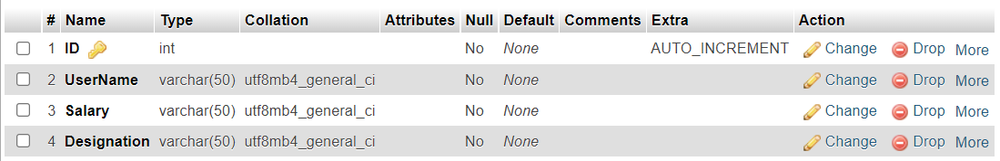 # Name Type Collation Attributes Null Default Comments Extra Action
1 ID int No None AUTO_INCREMENT Change Drop More
2 UserName varchar(50) utf8mb4_general_ci No None Change Drop More
3 Salary varchar(50) utf8mb4_general_ci No None Change Drop More
4 Designation varchar(50) utf8mb4_general_ci No None Change Drop More